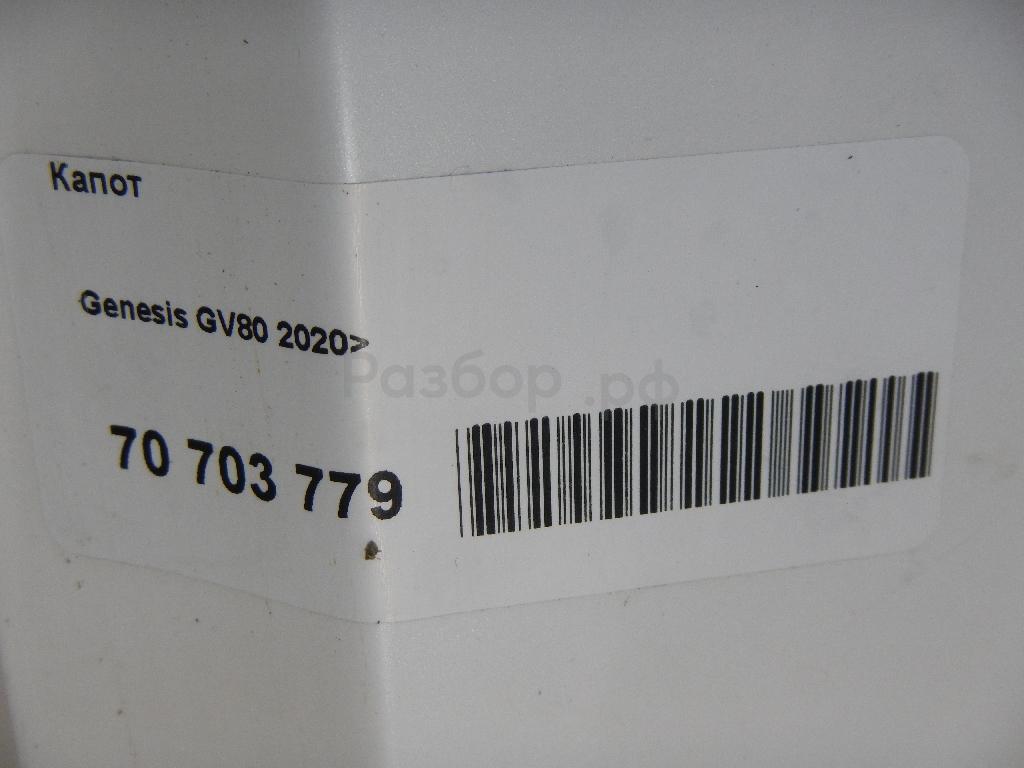 Капот
Genesis GV80 2020>
Разбор.рф
70 703 779